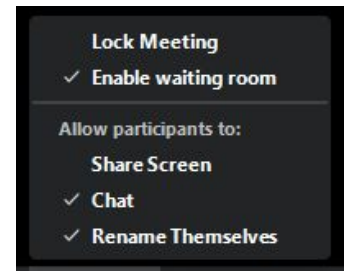 Lock Meeting
✓ Enable waiting room
Allow participants to:
Share Screen
✓ Chat
✓ Rename Themselves